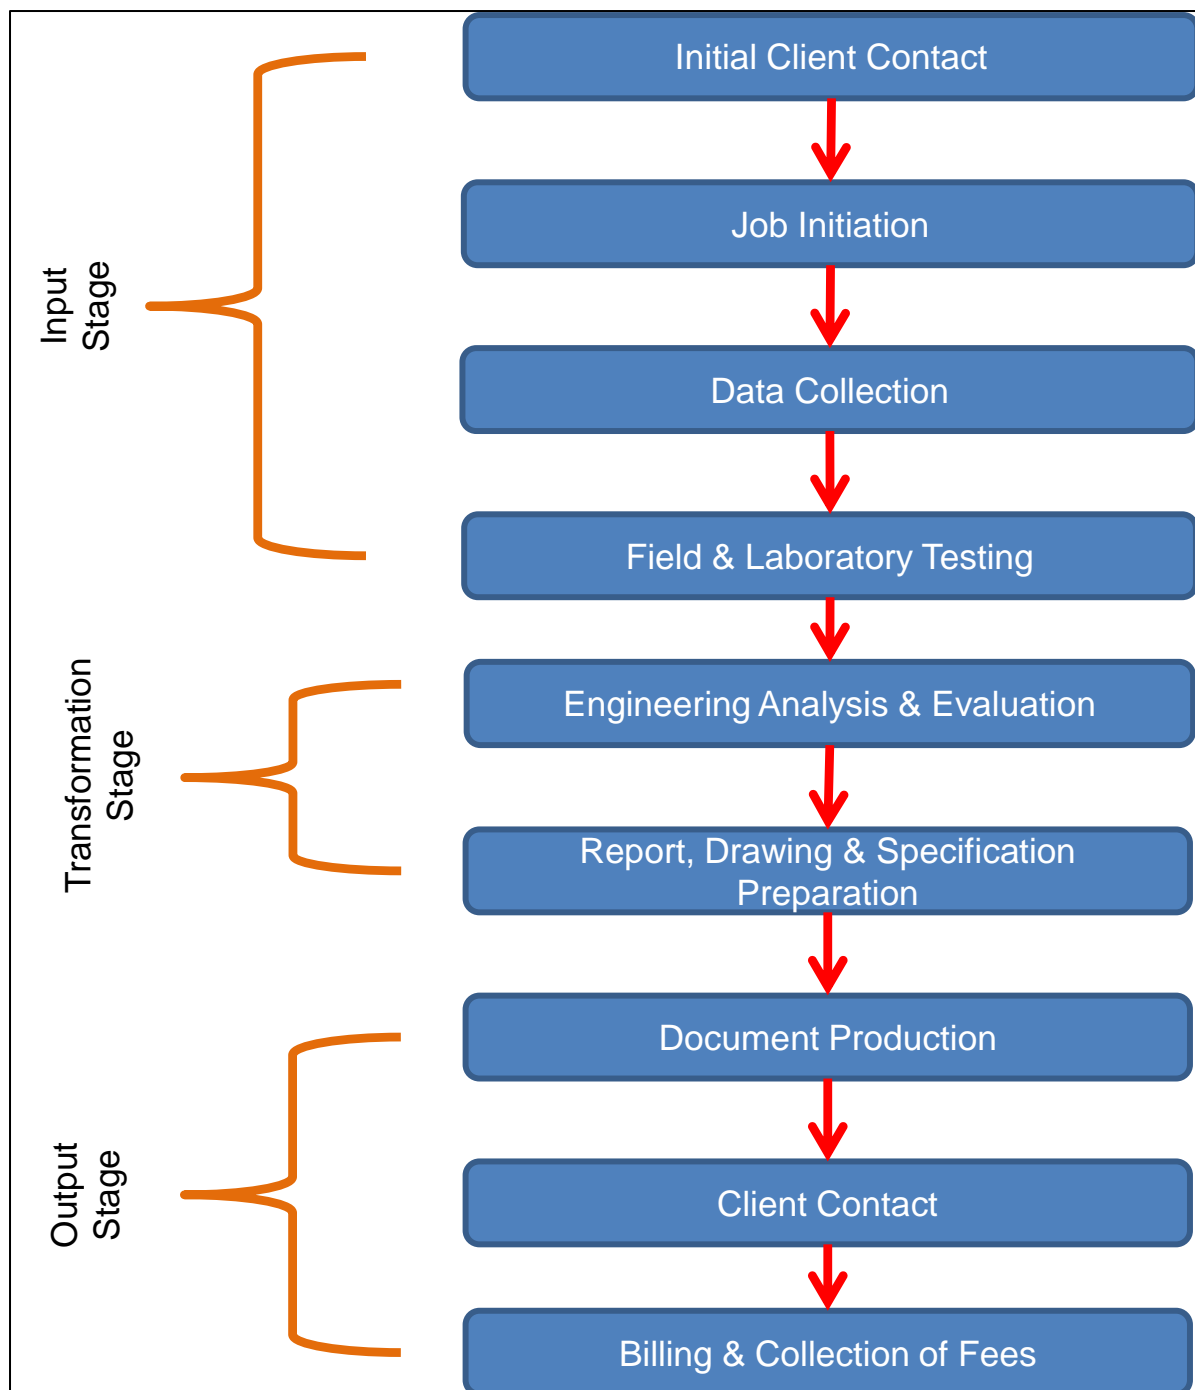 Initial Client Contact
Job Initiation
Data Collection
Field & Laboratory Testing
Input
Stage
Engineering Analysis & Evaluation
Report, Drawing & Specification
Preparation
Transformation
Stage
Document Production
Client Contact
Billing & Collection of Fees
Output
Stage